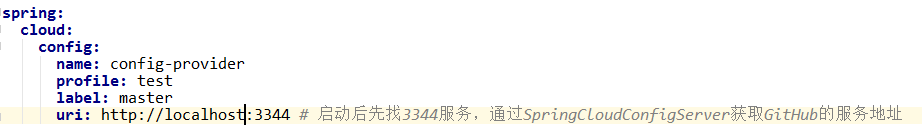 spring:
  cloud:
    config:
      name: config-provider
      profile: test
      label: master
      uri: http://localhost:3344 # 启动后先找3344服务，通过SpringCloudConfigServer获取GitHub的服务地址